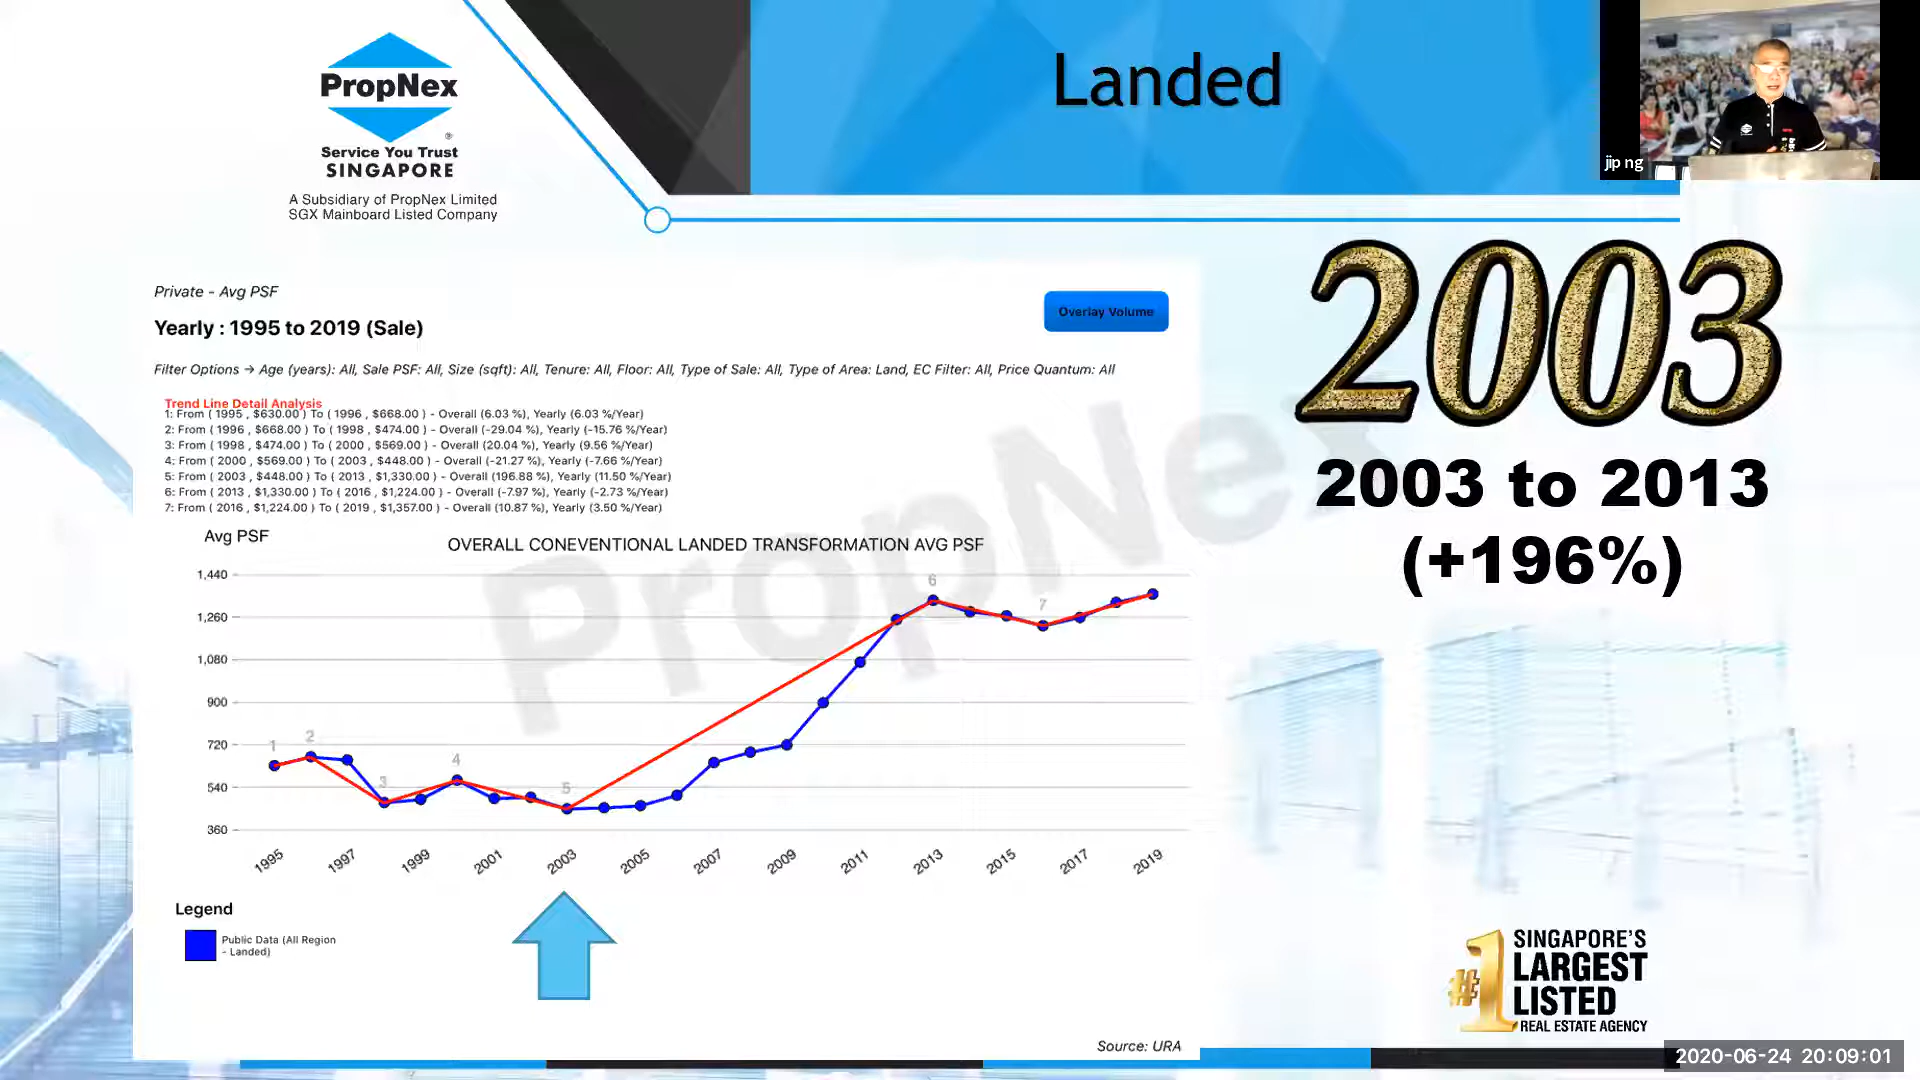 PropNex
®
Service You Trust
SINGAPORE
A Subsidiary of PropNex Limited
SGX Mainboard Listed Company
Landed
jip ng
Private - Avg PSF
Yearly : 1995 to 2019 (Sale)
Overlay Volume
Filter Options → Age (years): All, Sale PSF: All, Size (sqft): All, Tenure: All, Floor: All, Type of Sale: All, Type of Area: Land, EC Filter: All, Price Quantum: All
Trend Line Detail Analysis
1: From ( 1995 , $630.00 ) To ( 1996 , $668.00 ) - Overall (6.03 %), Yearly (6.03 %/Year)
2: From ( 1996 , $668.00 ) To ( 1998 , $474.00 ) - Overall (-29.04 %), Yearly (-15.76 %/Year)
3: From ( 1998 , $474.00 ) To ( 2000 , $569.00 ) - Overall (20.04 %), Yearly (9.56 %/Year)
4: From ( 2000 , $569.00 ) To ( 2003 , $448.00 ) - Overall (-21.27 %), Yearly (-7.66 %/Year)
5: From ( 2003 , $448.00 ) To ( 2013 , $1,330.00 ) - Overall (196.88 %), Yearly (11.50 %/Year)
6: From ( 2013 , $1,330.00 ) To ( 2016 , $1,224.00 ) - Overall (-7.97 %), Yearly (-2.73 %/Year)
7: From ( 2016 , $1,224.00 ) To ( 2019 , $1,357.00 ) - Overall (10.87 %), Yearly (3.50 %/Year)
Avg PSF
OVERALL CONEVENTIONAL LANDED TRANSFORMATION AVG PSF
1,440
1,260
1,080
900
720
540
360
1 2 3 4 5 6 7
1995 1997 1999 2001 2003 2005 2007 2009 2011 2013 2015 2017 2019
PropNex
Legend
Public Data (All Region
- Landed)
Source: URA
2003
2003 to 2013
(+196%)
#1
SINGAPORE'S
LARGEST
LISTED
REAL ESTATE AGENCY
2020-06-24 20:09:01